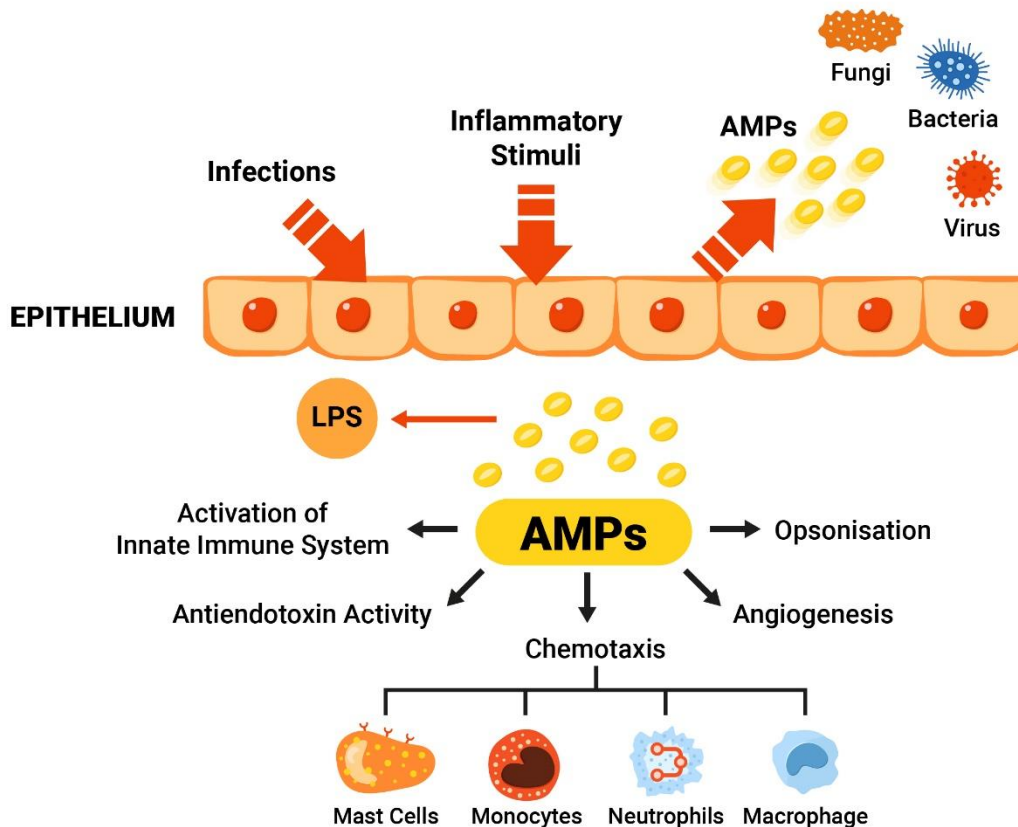 Fungi
Bacteria
Virus
AMPs
Inflammatory
Stimuli
Infections
EPITHELIUM
LPS
AMPs
Activation of
Innate Immune System
Opsonisation
Antiendotoxin Activity
Angiogenesis
Chemotaxis
Mast Cells
Monocytes
Neutrophils
Macrophage